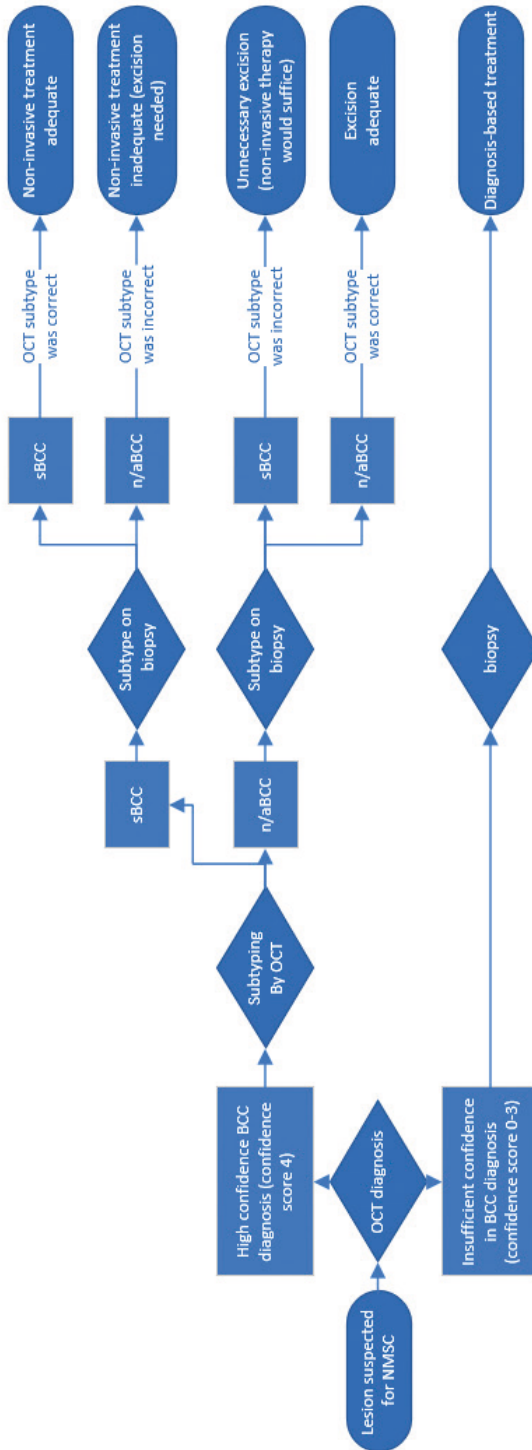 Lesion suspected
for NMSC
OCT diagnosis
High confidence BCC
diagnosis (confidence
score 4)
Insufficient confidence
in BCC diagnosis
(confidence score 0-3)
Subtyping
By OCT
sBCC
n/aBCC
Subtype on
biopsy
Subtype on
biopsy
biopsy
sBCC
n/aBCC
sBCC
n/aBCC
OCT subtype
was correct
OCT subtype
was incorrect
OCT subtype
was incorrect
OCT subtype
was correct
Non-invasive treatment
adequate
Non-invasive treatment
inadequate (excision
needed)
Unnecessary excision
(non-invasive therapy
would suffice)
Excision
adequate
Diagnosis-based treatment